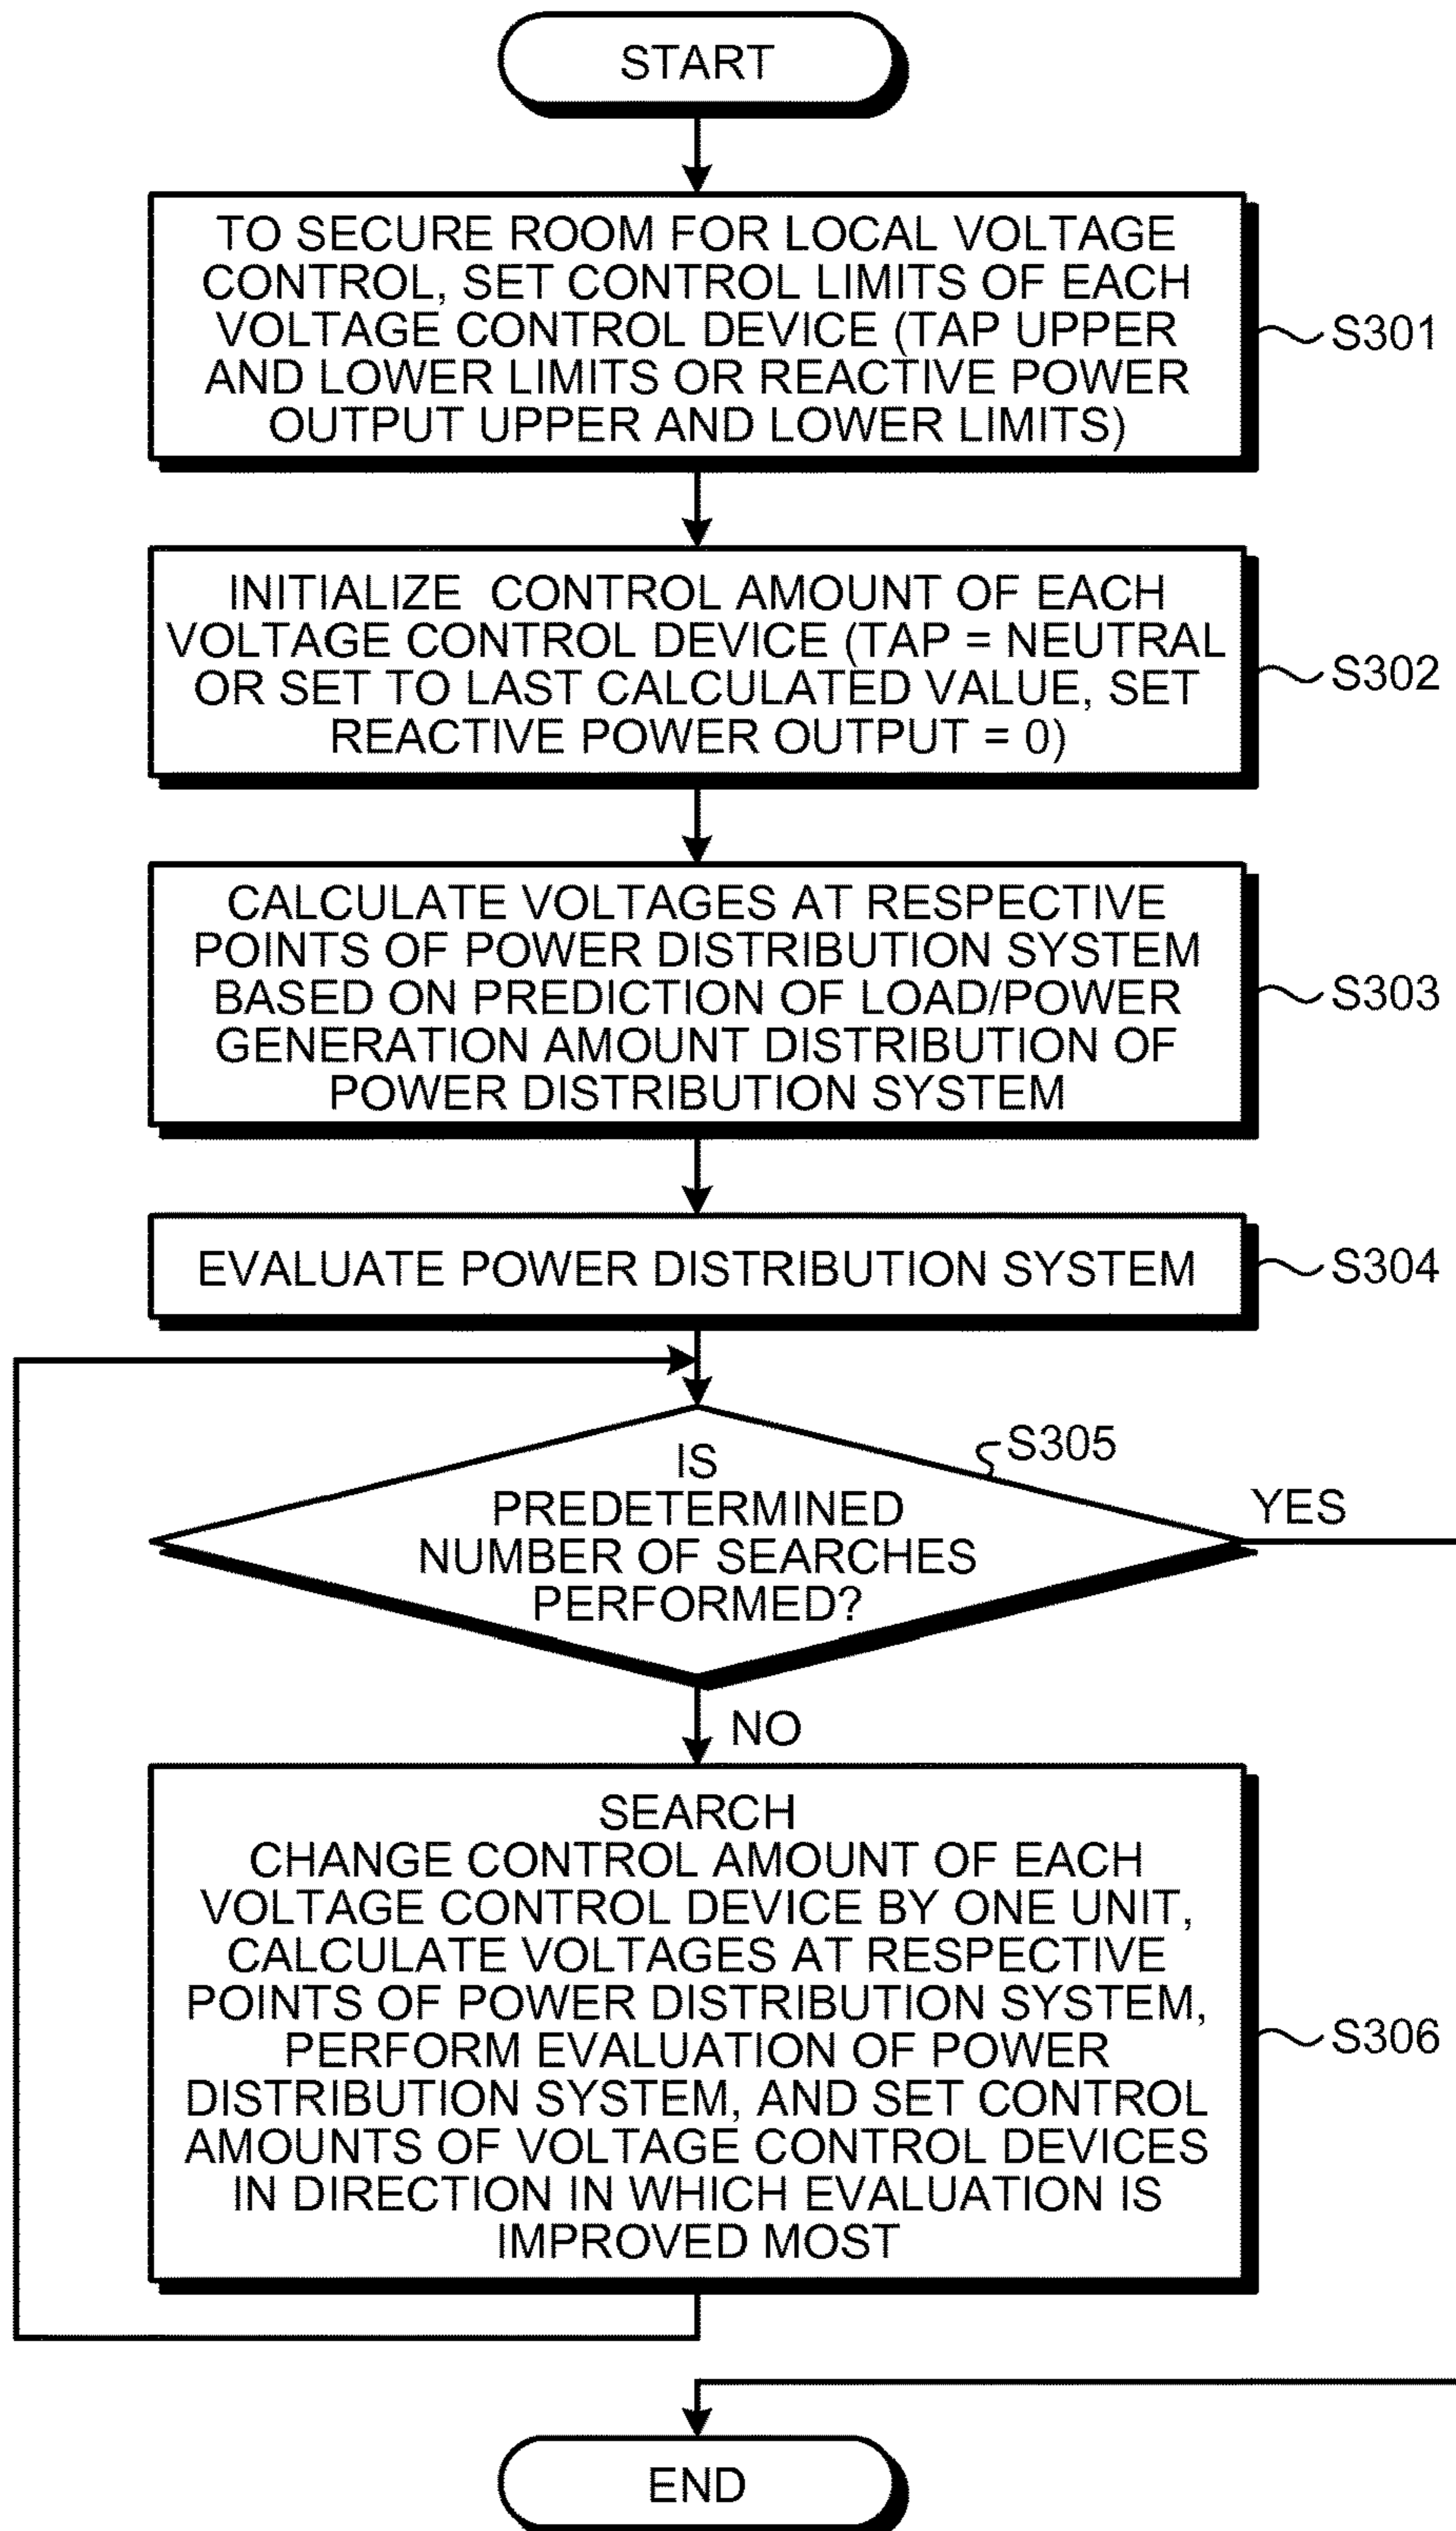 START
TO SECURE ROOM FOR LOCAL VOLTAGE
CONTROL, SET CONTROL LIMITS OF EACH
VOLTAGE CONTROL DEVICE (TAP UPPER
AND LOWER LIMITS OR REACTIVE POWER
OUTPUT UPPER AND LOWER LIMITS)
S301
INITIALIZE CONTROL AMOUNT OF EACH
VOLTAGE CONTROL DEVICE (TAP = NEUTRAL
OR SET TO LAST CALCULATED VALUE, SET
REACTIVE POWER OUTPUT = 0)
S302
CALCULATE VOLTAGES AT RESPECTIVE
POINTS OF POWER DISTRIBUTION SYSTEM
BASED ON PREDICTION OF LOAD/POWER
GENERATION AMOUNT DISTRIBUTION OF
POWER DISTRIBUTION SYSTEM
S303
EVALUATE POWER DISTRIBUTION SYSTEM
S304
IS
PREDETERMINED
NUMBER OF SEARCHES
PERFORMED?
S305
YES
NO
SEARCH
CHANGE CONTROL AMOUNT OF EACH
VOLTAGE CONTROL DEVICE BY ONE UNIT,
CALCULATE VOLTAGES AT RESPECTIVE
POINTS OF POWER DISTRIBUTION SYSTEM,
PERFORM EVALUATION OF POWER
DISTRIBUTION SYSTEM, AND SET CONTROL
AMOUNTS OF VOLTAGE CONTROL DEVICES
IN DIRECTION IN WHICH EVALUATION IS
IMPROVED MOST
S306
END